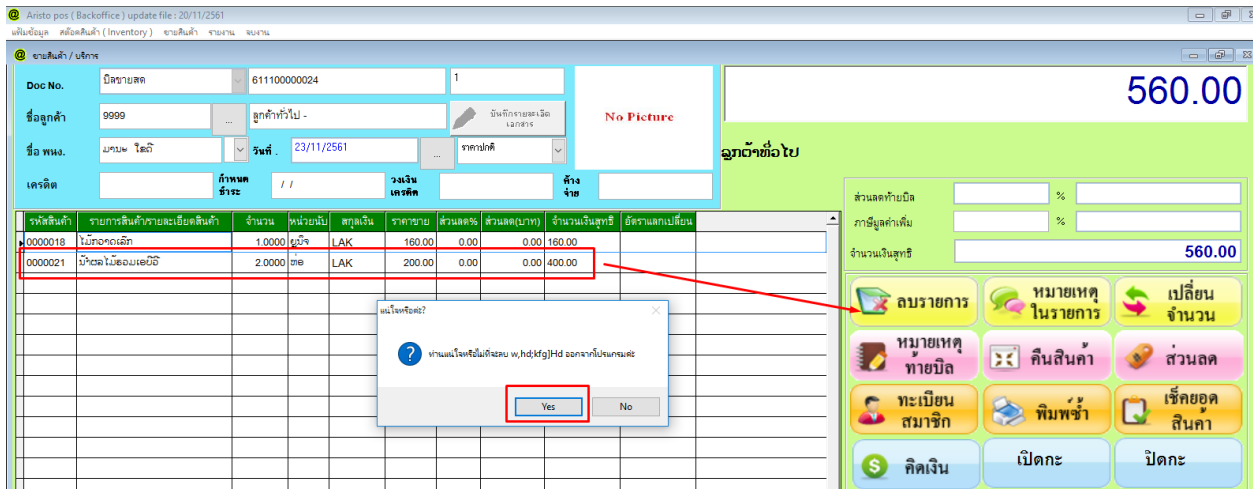 Aristo pos ( Backoffice ) update file : 20/11/2561
แฟ้มข้อมูล สต๊อคสินค้า ( Inventory ) ขายสินค้า รายงาน จบงาน
ขายสินค้า / บริการ
Doc No. บิลขายสด 611100000024 1
560.00
ชื่อลูกค้า 9999 ... ลูกค้าทั่วไป - บันทึกรายละเอียดเอกสาร No Picture
ชื่อ พนง. วันที่ . 23/11/2561 ... ราคาปกติ
ລູກຄ້າທົ່ວໄປ
เครดิต กำหนดชำระ / / วงเงินเครดิต ค้างจ่าย
ส่วนลดท้ายบิล %
ภาษีมูลค่าเพิ่ม %
จำนวนเงินสุทธิ 560.00
รหัสสินค้า รายการสินค้า/รายละเอียดสินค้า จำนวน หน่วยนับ สกุลเงิน ราคาขาย ส่วนลด% ส่วนลด(บาท) จำนวนเงินสุทธิ อัตราแลกเปลี่ยน
0000018 1.0000 LAK 160.00 0.00 0.00 160.00
0000021 2.0000 ຫໍ່ LAK 200.00 0.00 0.00 400.00
แน่ใจหรือค่ะ?
ท่านแน่ใจหรือไม่ที่จะลบ w,hd;kfg]Hd ออกจากโปรแกรมค่ะ
Yes No
ลบรายการ
หมายเหตุ
ในรายการ
เปลี่ยน
จำนวน
หมายเหตุ
ท้ายบิล
คืนสินค้า
ส่วนลด
ทะเบียน
สมาชิก
พิมพ์ซ้ำ
เช็คยอด
สินค้า
คิดเงิน
เปิดกะ
ปิดกะ